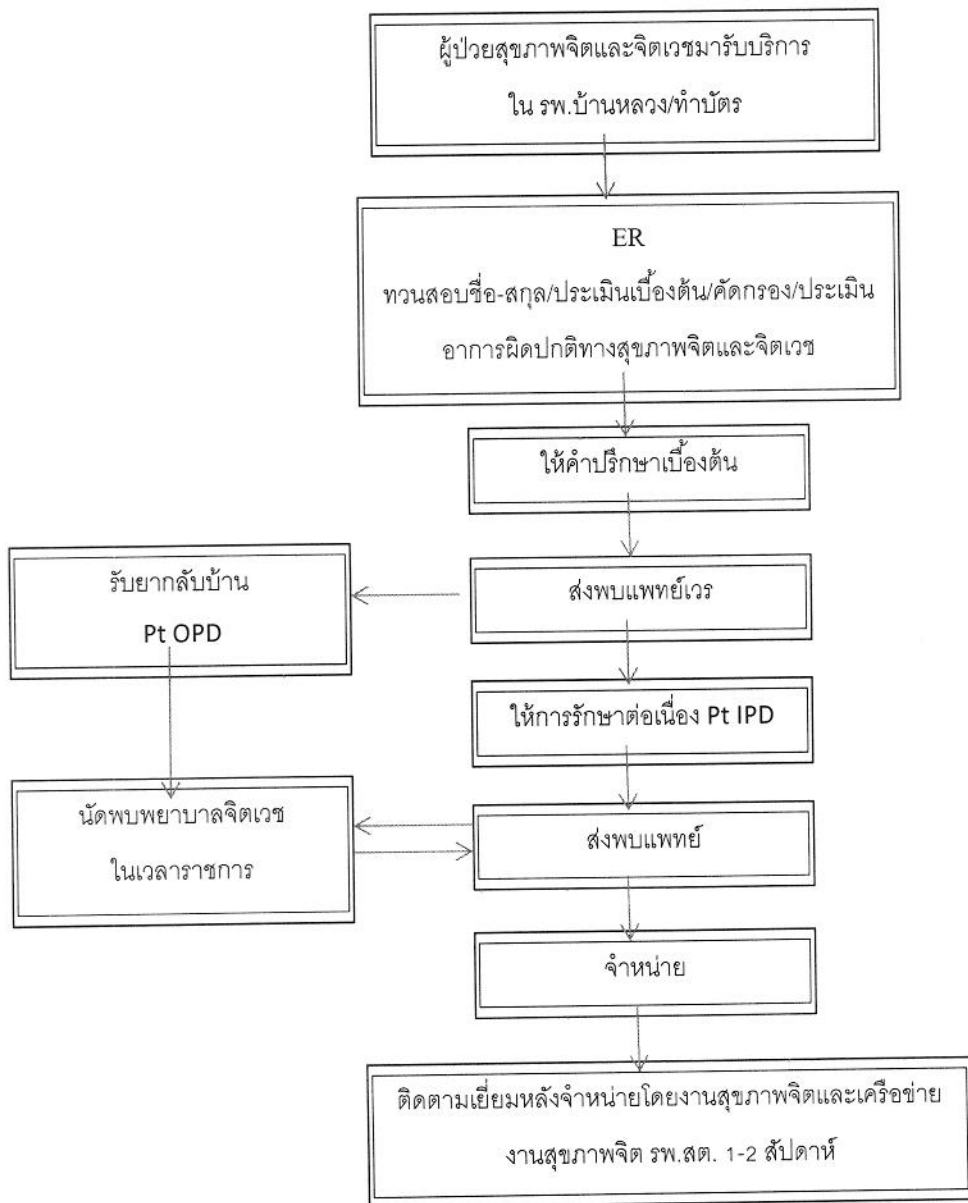 ผู้ป่วยสุขภาพจิตและจิตเวชมารับบริการ
ใน รพ.บ้านหลวง/ทำบัตร
ER
ทวนสอบชื่อ-สกุล/ประเมินเบื้องต้น/คัดกรอง/ประเมิน
อาการผิดปกติทางสุขภาพจิตและจิตเวช
ให้คำปรึกษาเบื้องต้น
ส่งพบแพทย์เวร
รับยากลับบ้าน
Pt OPD
ให้การรักษาต่อเนื่อง Pt IPD
นัดพบพยาบาลจิตเวช
ในเวลาราชการ
ส่งพบแพทย์
จำหน่าย
ติดตามเยี่ยมหลังจำหน่ายโดยงานสุขภาพจิตและเครือข่าย
งานสุขภาพจิต รพ.สต. 1-2 สัปดาห์